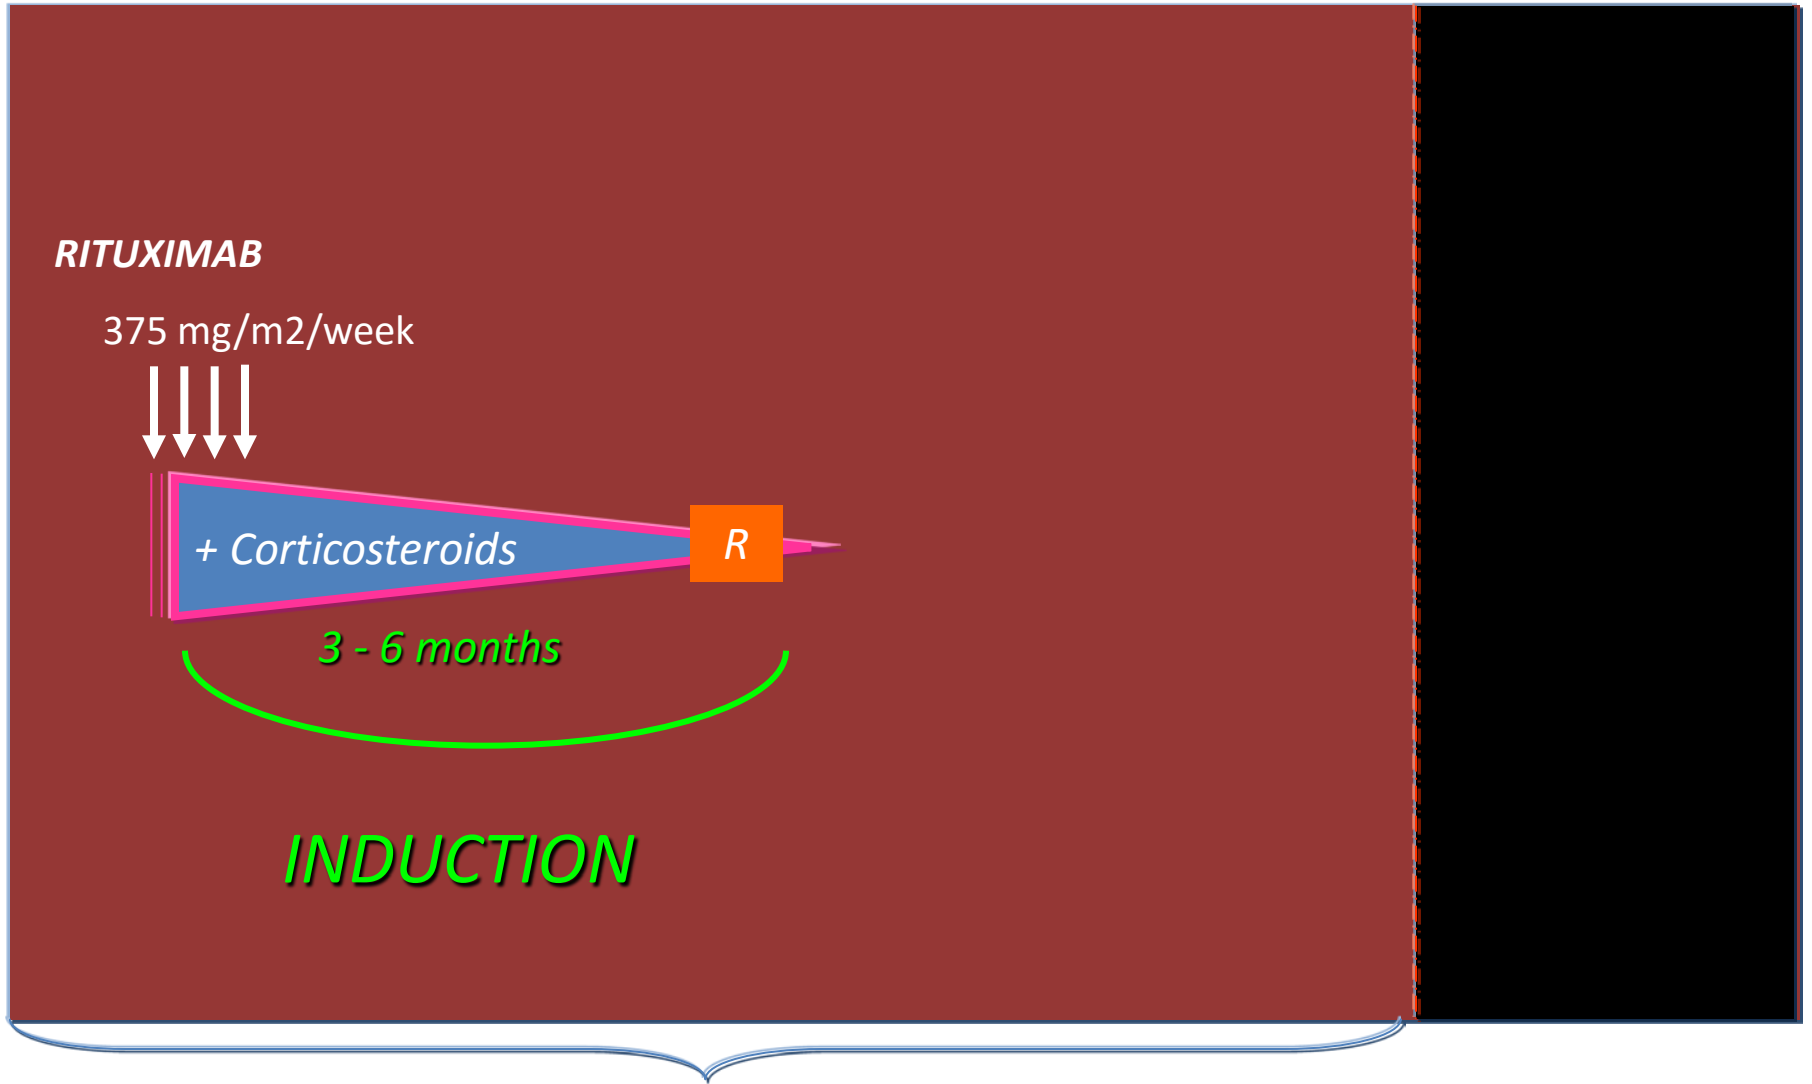 RITUXIMAB
375 mg/m2/week
+ Corticosteroids
R
3 - 6 months
INDUCTION